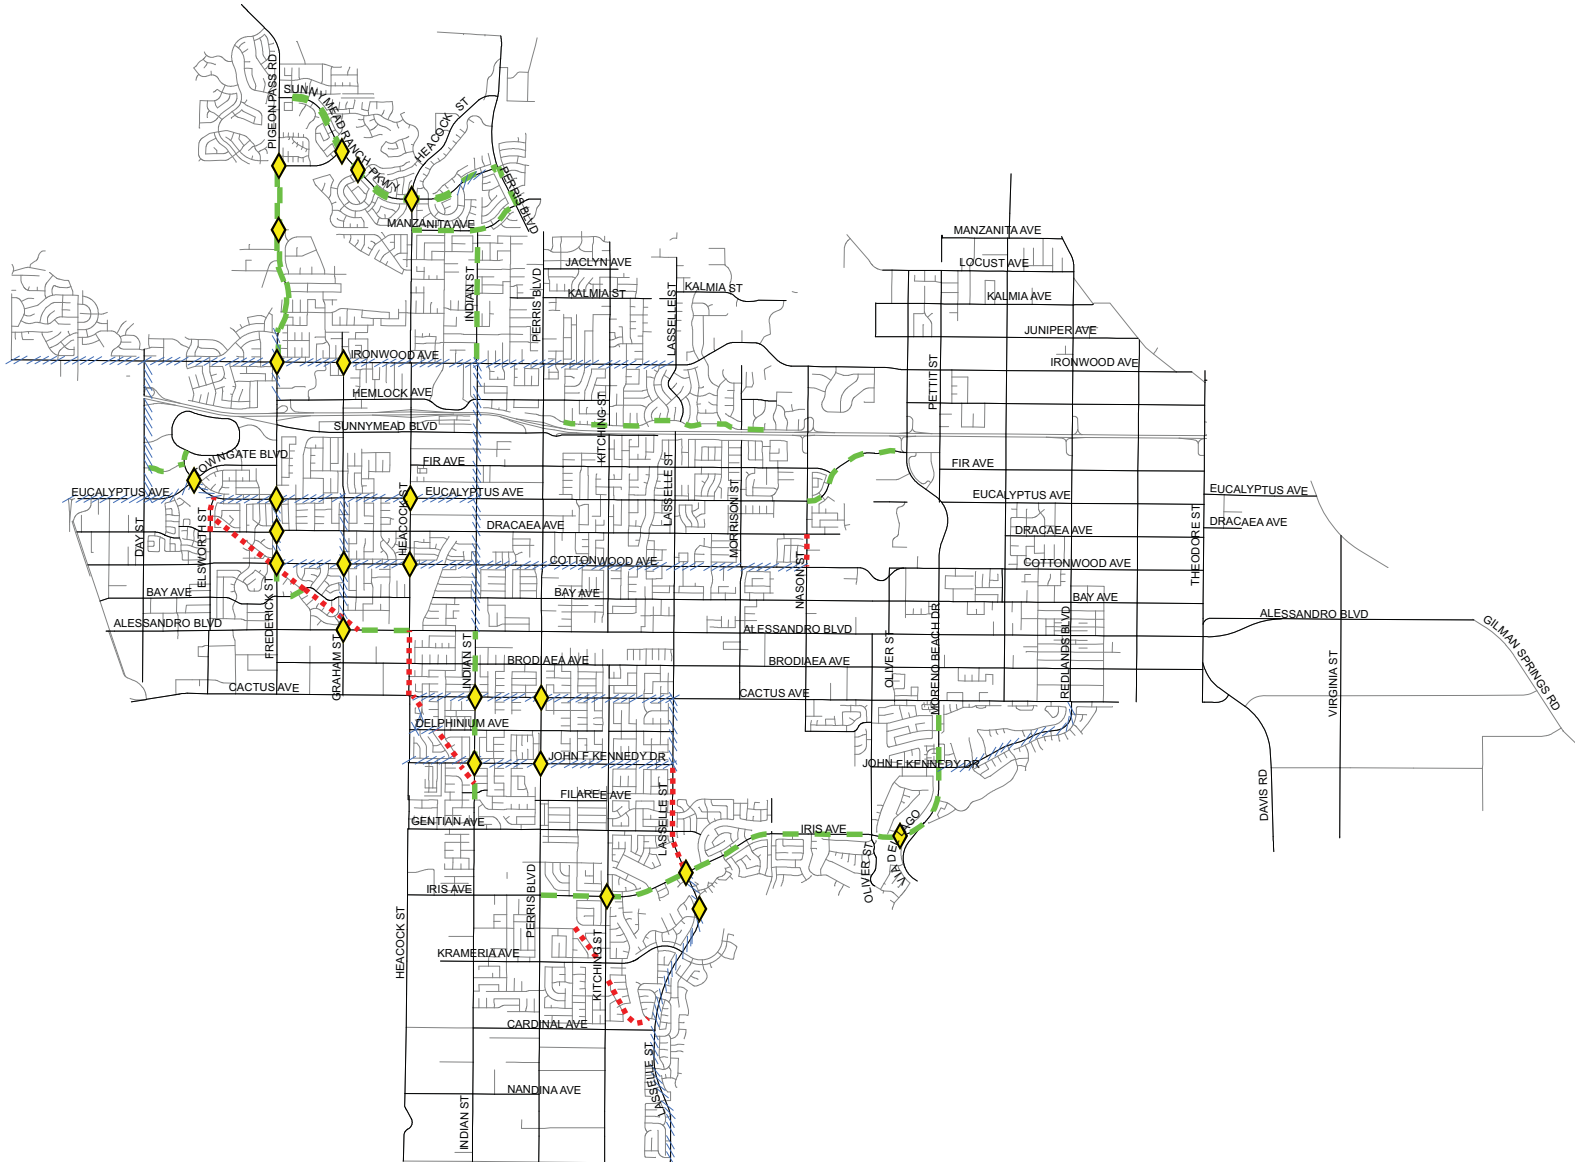 PIGEON PASS RD
SUNNYMEAD RANCH PKWY
HEACOCK ST
PERRIS BLVD
MANZANITA AVE
MANZANITA AVE
JACLYN AVE
LOCUST AVE
INDIAN ST
PERRIS BLVD
KALMIA ST
LASSELLE ST
KALMIA ST
KALMIA AVE
JUNIPER AVE
IRONWOOD AVE
IRONWOOD AVE
PETTIT ST
HEMLOCK AVE
KITCHING ST
SUNNYMEAD BLVD
TOWNGATE BLVD
FIR AVE
LASSELLE ST
FIR AVE
EUCALYPTUS AVE
HEACOCK ST
EUCALYPTUS AVE
MORRISON ST
EUCALYPTUS AVE
EUCALYPTUS AVE
DAY ST
ELSWORTH ST
DRACAEA AVE
DRACAEA AVE
THEODORE ST
DRACAEA AVE
COTTONWOOD AVE
NASON ST
COTTONWOOD AVE
BAY AVE
FREDERICK ST
BAY AVE
BAY AVE
ALESSANDRO BLVD
GRAHAM ST
INDIAN ST
ALESSANDRO BLVD
OLIVER ST
MORENO BEACH DR
REDLANDS BLVD
ALESSANDRO BLVD
GILMAN SPRINGS RD
BRODIAEA AVE
BRODIAEA AVE
VIRGINIA ST
CACTUS AVE
CACTUS AVE
DELPHINIUM AVE
JOHN F KENNEDY DR
JOHN F KENNEDY DR
DAVIS RD
FILAREE AVE
LASSELLE ST
GENTIAN AVE
IRIS AVE
VIA DEL LAGO
OLIVER ST
IRIS AVE
PERRIS BLVD
HEACOCK ST
KRAMERIA AVE
KITCHING ST
CARDINAL AVE
LASSELLE ST
NANDINA AVE
INDIAN ST